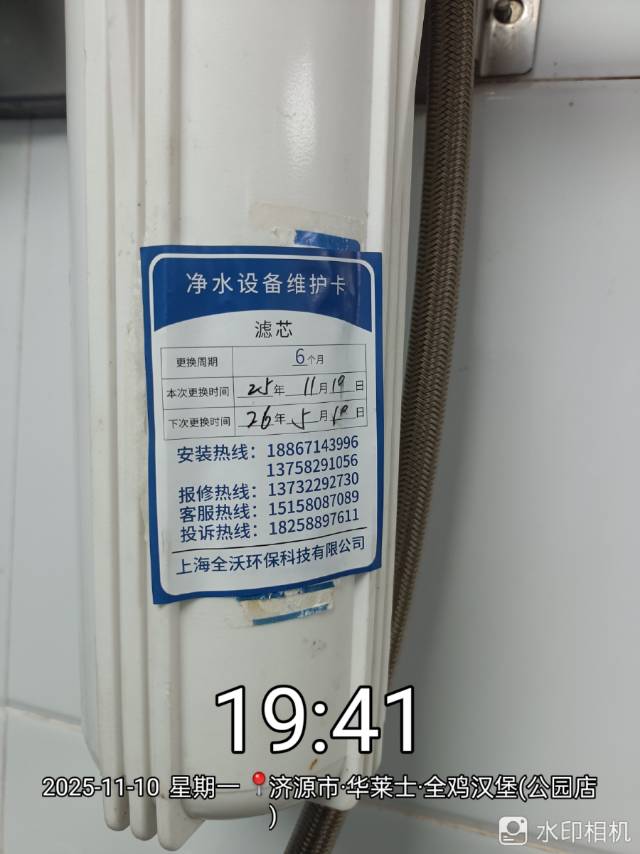 净水设备维护卡
滤芯
更换周期 6个月
本次更换时间 25年 11月 19日
下次更换时间 26年 5月 日
安装热线：18867143996
13758291056
报修热线：13732292730
客服热线：15158087089
投诉热线：18258897611
上海全沃环保科技有限公司
19:41
2025-11-10 星期一 济源市·华莱士·全鸡汉堡(公园店
)
水印相机